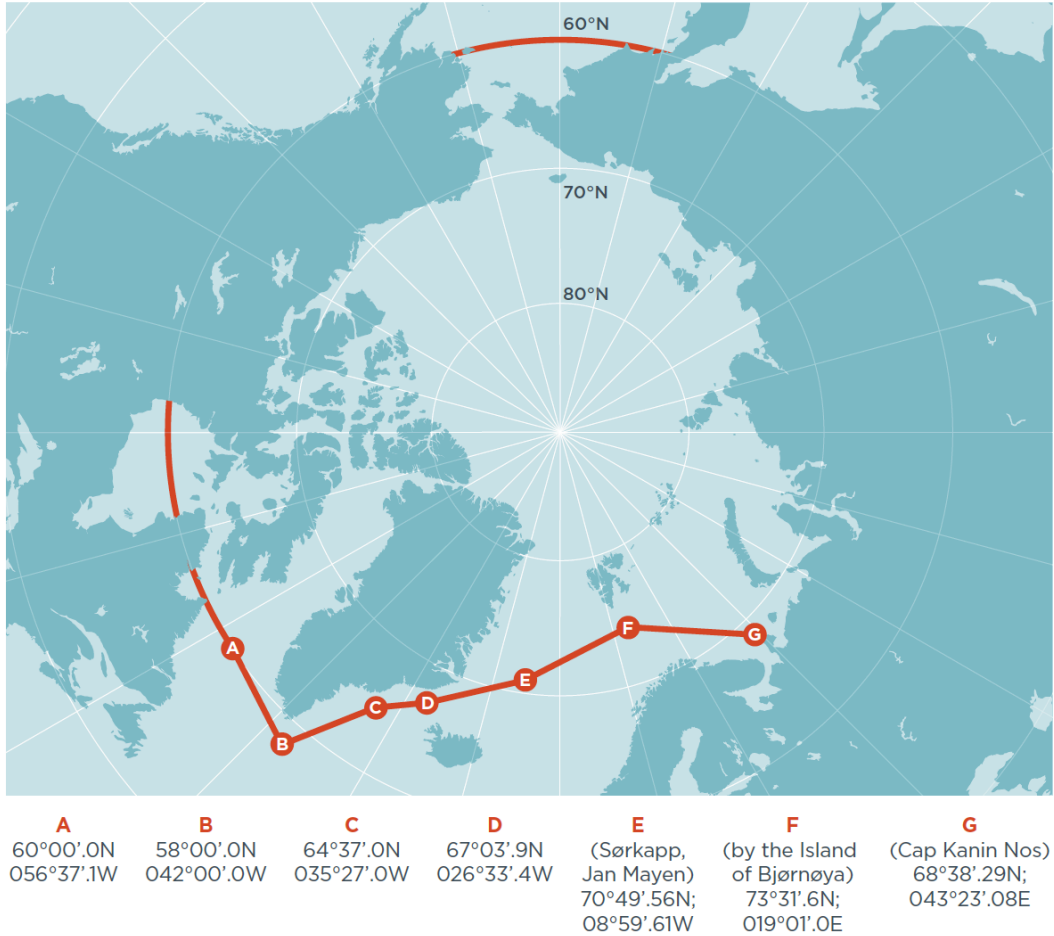 60°N
70°N
80°N
A
B
C
D
E
F
G
A
60°00’.0N
056°37’.1W
B
58°00’.0N
042°00’.0W
C
64°37’.0N
035°27’.0W
D
67°03’.9N
026°33’.4W
E
(Sørkapp,
Jan Mayen)
70°49’.56N;
08°59’.61W
F
(by the Island
of Bjørnøya)
73°31’.6N;
019°01’.0E
G
(Cap Kanin Nos)
68°38’.29N;
043°23’.08E